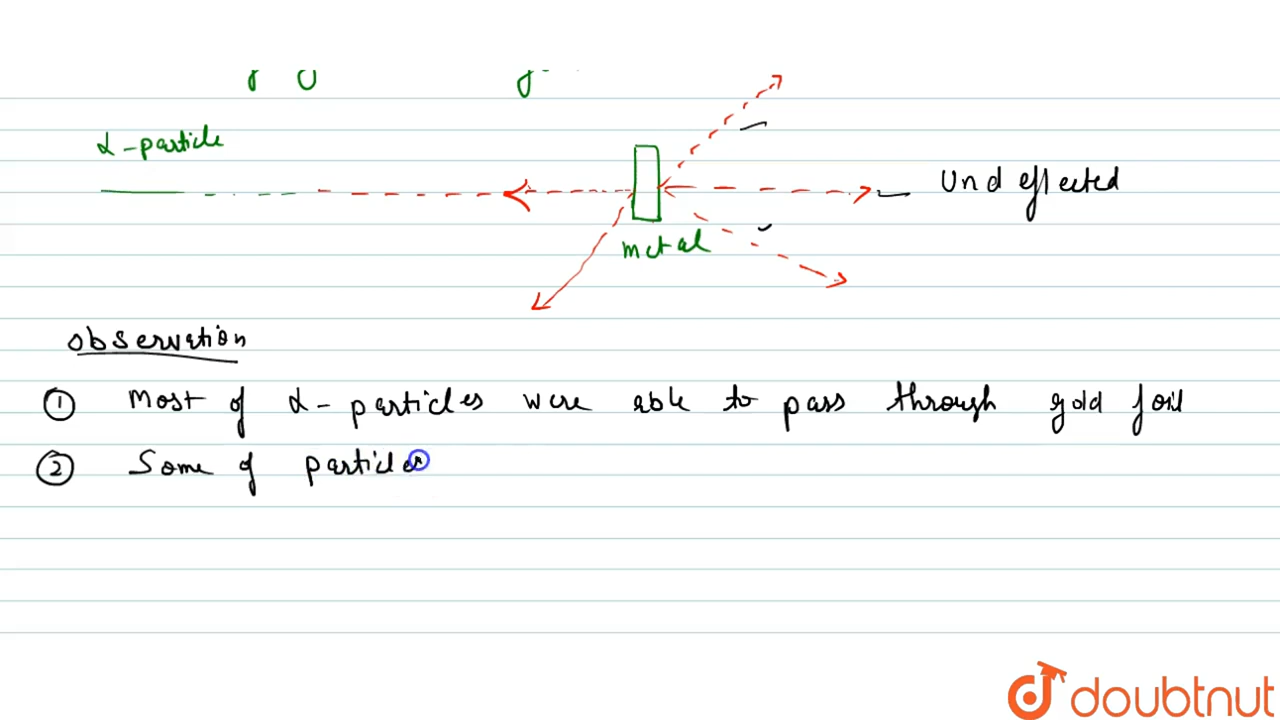 α-particle
Undeflected
metal
Observation
① Most of α-particles were able to pass through gold foil
② Some of particles
doubtnut